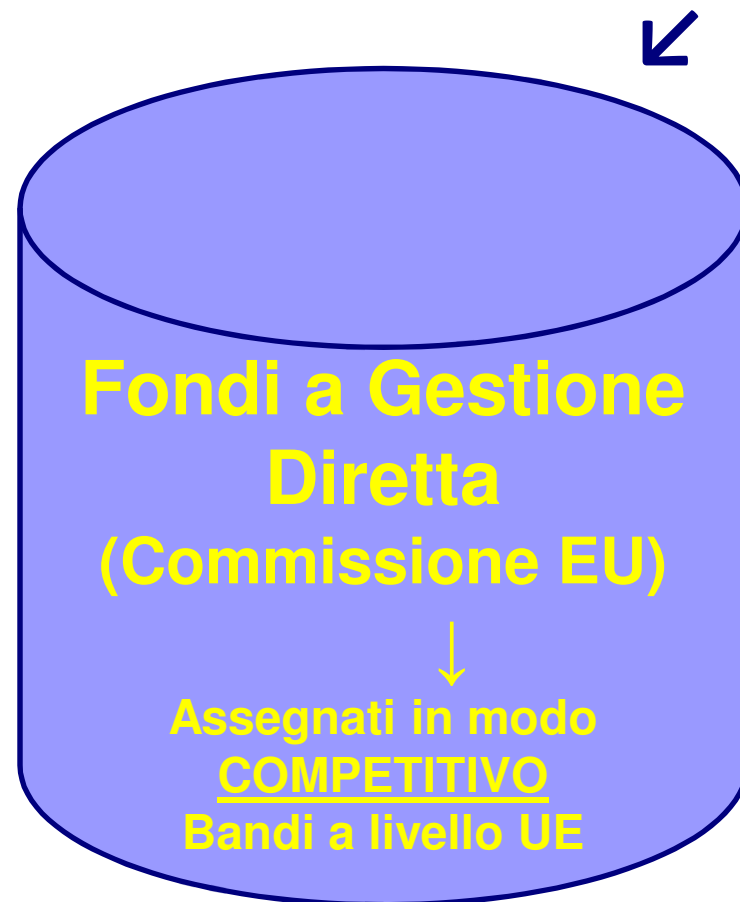 Fondi a Gestione
Diretta
(Commissione EU)
↓
Assegnati in modo
COMPETITIVO
Bandi a livello UE